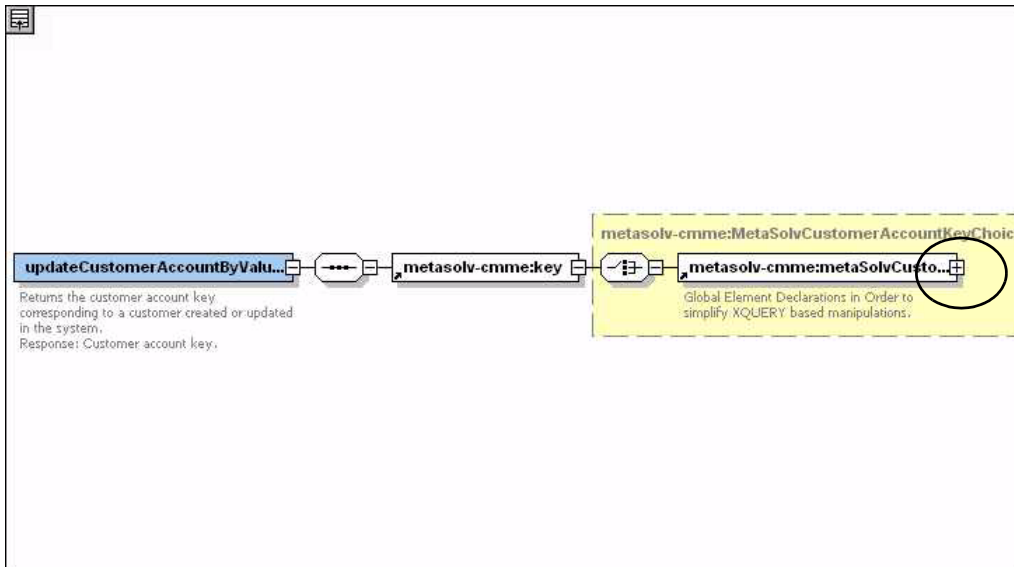 metasolv-cmme:MetaSolvCustomerAccountKeyChoic
updateCustomerAccountByValu...
metasolv-cmme:key
metasolv-cmme:metaSolvCusto...
Returns the customer account key
corresponding to a customer created or updated
in the system.
Response: Customer account key.
Global Element Declarations in Order to
simplify XQUERY based manipulations.